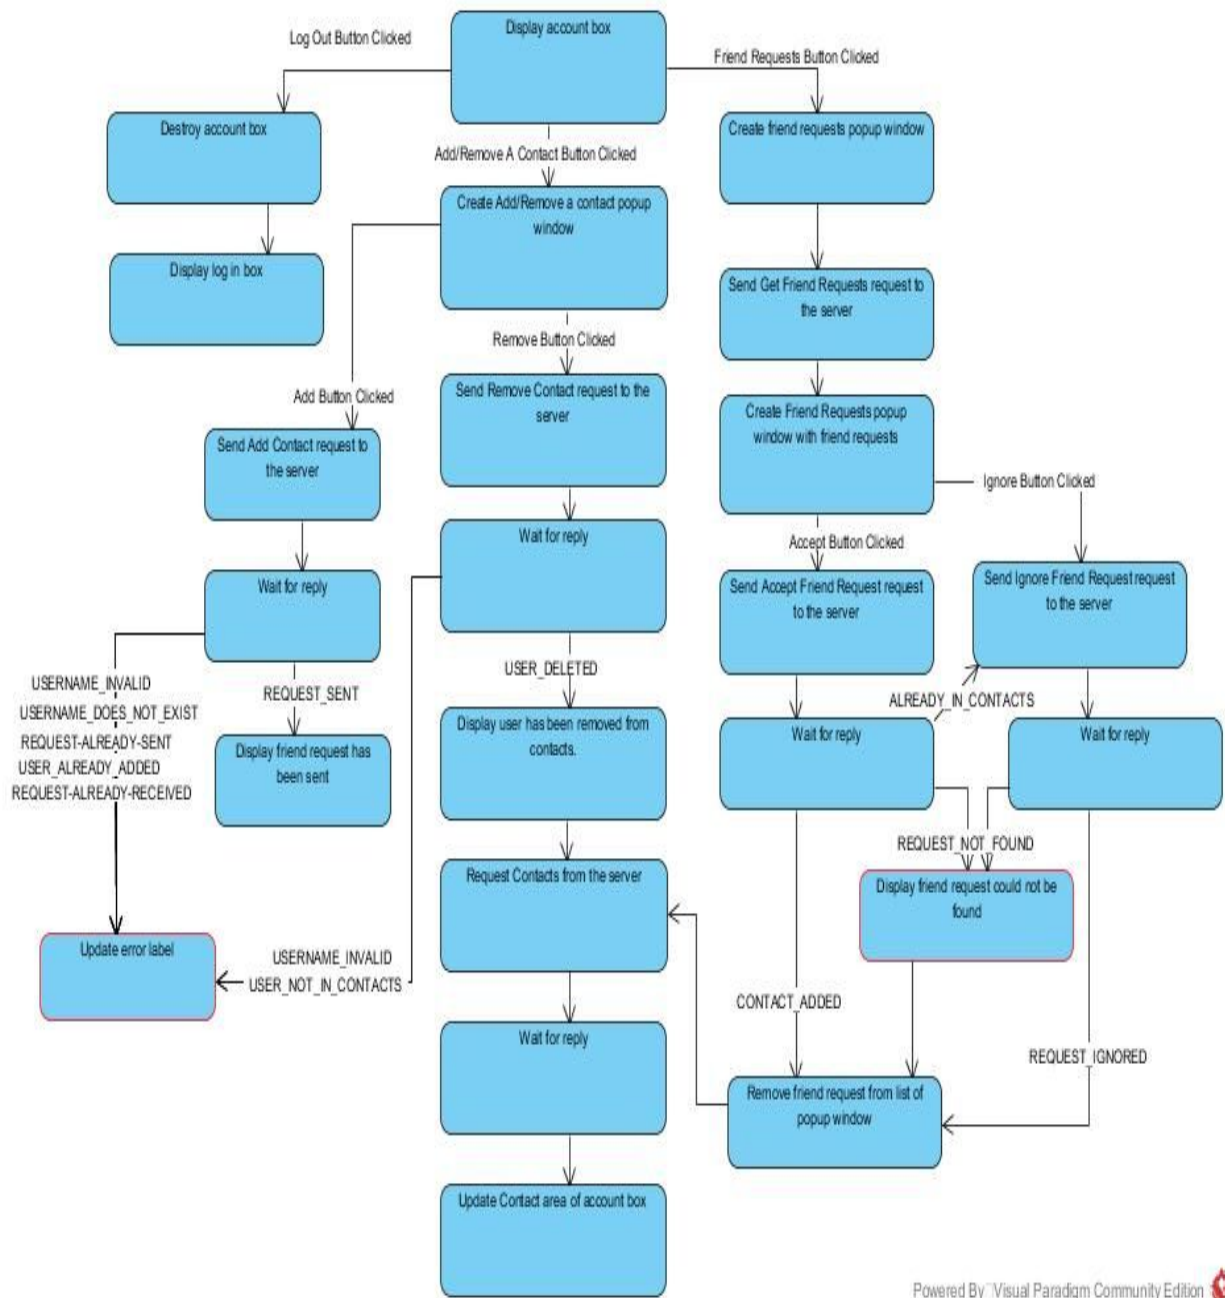 Display account box
Log Out Button Clicked
Friend Requests Button Clicked
Destroy account box
Create friend requests popup window
Add/Remove A Contact Button Clicked
Create Add/Remove a contact popup
window
Display log in box
Send Get Friend Requests request to
the server
Remove Button Clicked
Add Button Clicked
Send Remove Contact request to the
server
Create Friend Requests popup
window with friend requests
Send Add Contact request to
the server
Ignore Button Clicked
Wait for reply
Accept Button Clicked
Wait for reply
Send Accept Friend Request request
to the server
Send Ignore Friend Request request
to the server
USERNAME_INVALID
USERNAME_DOES_NOT_EXIST
REQUEST-ALREADY-SENT
USER_ALREADY_ADDED
REQUEST-ALREADY-RECEIVED
REQUEST_SENT
USER_DELETED
ALREADY_IN_CONTACTS
Display friend request has
been sent
Display user has been removed from
contacts.
Wait for reply
Wait for reply
REQUEST_NOT_FOUND
Request Contacts from the server
Display friend request could not be
found
Update error label
USERNAME_INVALID
USER_NOT_IN_CONTACTS
CONTACT_ADDED
Wait for reply
REQUEST_IGNORED
Remove friend request from list of
popup window
Update Contact area of account box
Powered By Visual Paradigm Community Edition